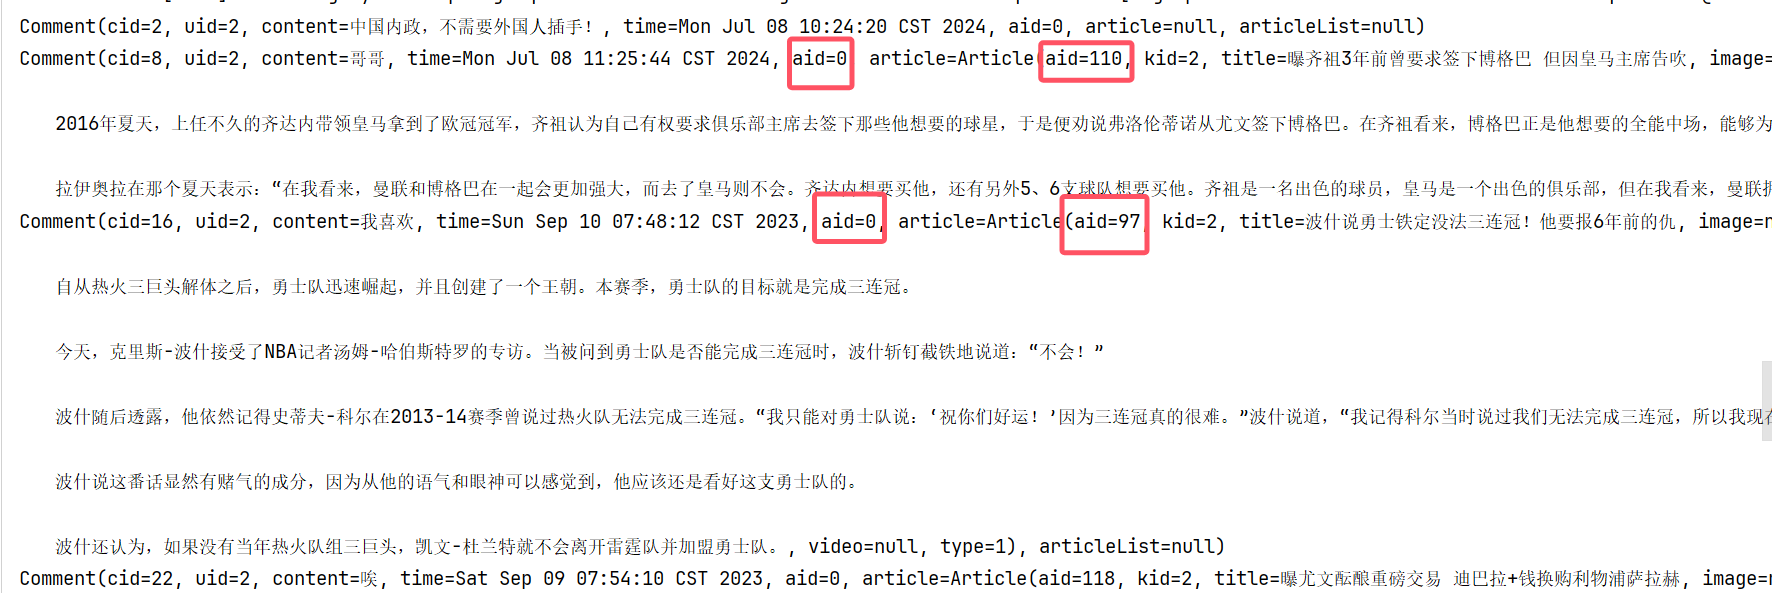 Comment(cid=2, uid=2, content=中国内政，不需要外国人插手！, time=Mon Jul 08 10:24:20 CST 2024, aid=0, article=null, articleList=null)
Comment(cid=8, uid=2, content=哥哥, time=Mon Jul 08 11:25:44 CST 2024, aid=0 article=Article(aid=110, kid=2, title=曝齐祖3年前曾要求签下博格巴 但因皇马主席告吹, image=
2016年夏天，上任不久的齐达内带领皇马拿到了欧冠冠军，齐祖认为自己有权要求俱乐部主席去签下那些他想要的球星，于是便劝说弗洛伦蒂诺从尤文签下博格巴。在齐祖看来，博格巴正是他想要的全能中场，能够为
拉伊奥拉在那个夏天表示：“在我看来，曼联和博格巴在一起会更加强大，而去了皇马则不会。齐达内想要买他，还有另外5、6支球队想要买他。齐祖是一名出色的球员，皇马是一个出色的俱乐部，但在我看来，曼联
Comment(cid=16, uid=2, content=我喜欢, time=Sun Sep 10 07:48:12 CST 2023, aid=0, article=Article(aid=97 kid=2, title=波什说勇士铁定没法三连冠！他要报6年前的仇, image=
自从热火三巨头解体之后，勇士队迅速崛起，并且创建了一个王朝。本赛季，勇士队的目标就是完成三连冠。
今天，克里斯-波什接受了NBA记者汤姆-哈伯斯特罗的专访。当被问到勇士队是否能完成三连冠时，波什斩钉截铁地说道：“不会！”
波什随后透露，他依然记得史蒂夫-科尔在2013-14赛季曾说过热火队无法完成三连冠。“我只能对勇士队说：‘祝你们好运！’因为三连冠真的很难。”波什说道，“我记得科尔当时说过我们无法完成三连冠，所以我现在
波什说这番话显然有赌气的成分，因为从他的语气和眼神可以感觉到，他应该还是看好这支勇士队的。
波什还认为，如果没有当年热火队组三巨头，凯文-杜兰特就不会离开雷霆队并加盟勇士队。, video=null, type=1), articleList=null)
Comment(cid=22, uid=2, content=唉, time=Sat Sep 09 07:54:10 CST 2023, aid=0, article=Article(aid=118, kid=2, title=曝尤文酝酿重磅交易 迪巴拉+钱换购利物浦萨拉赫, image=